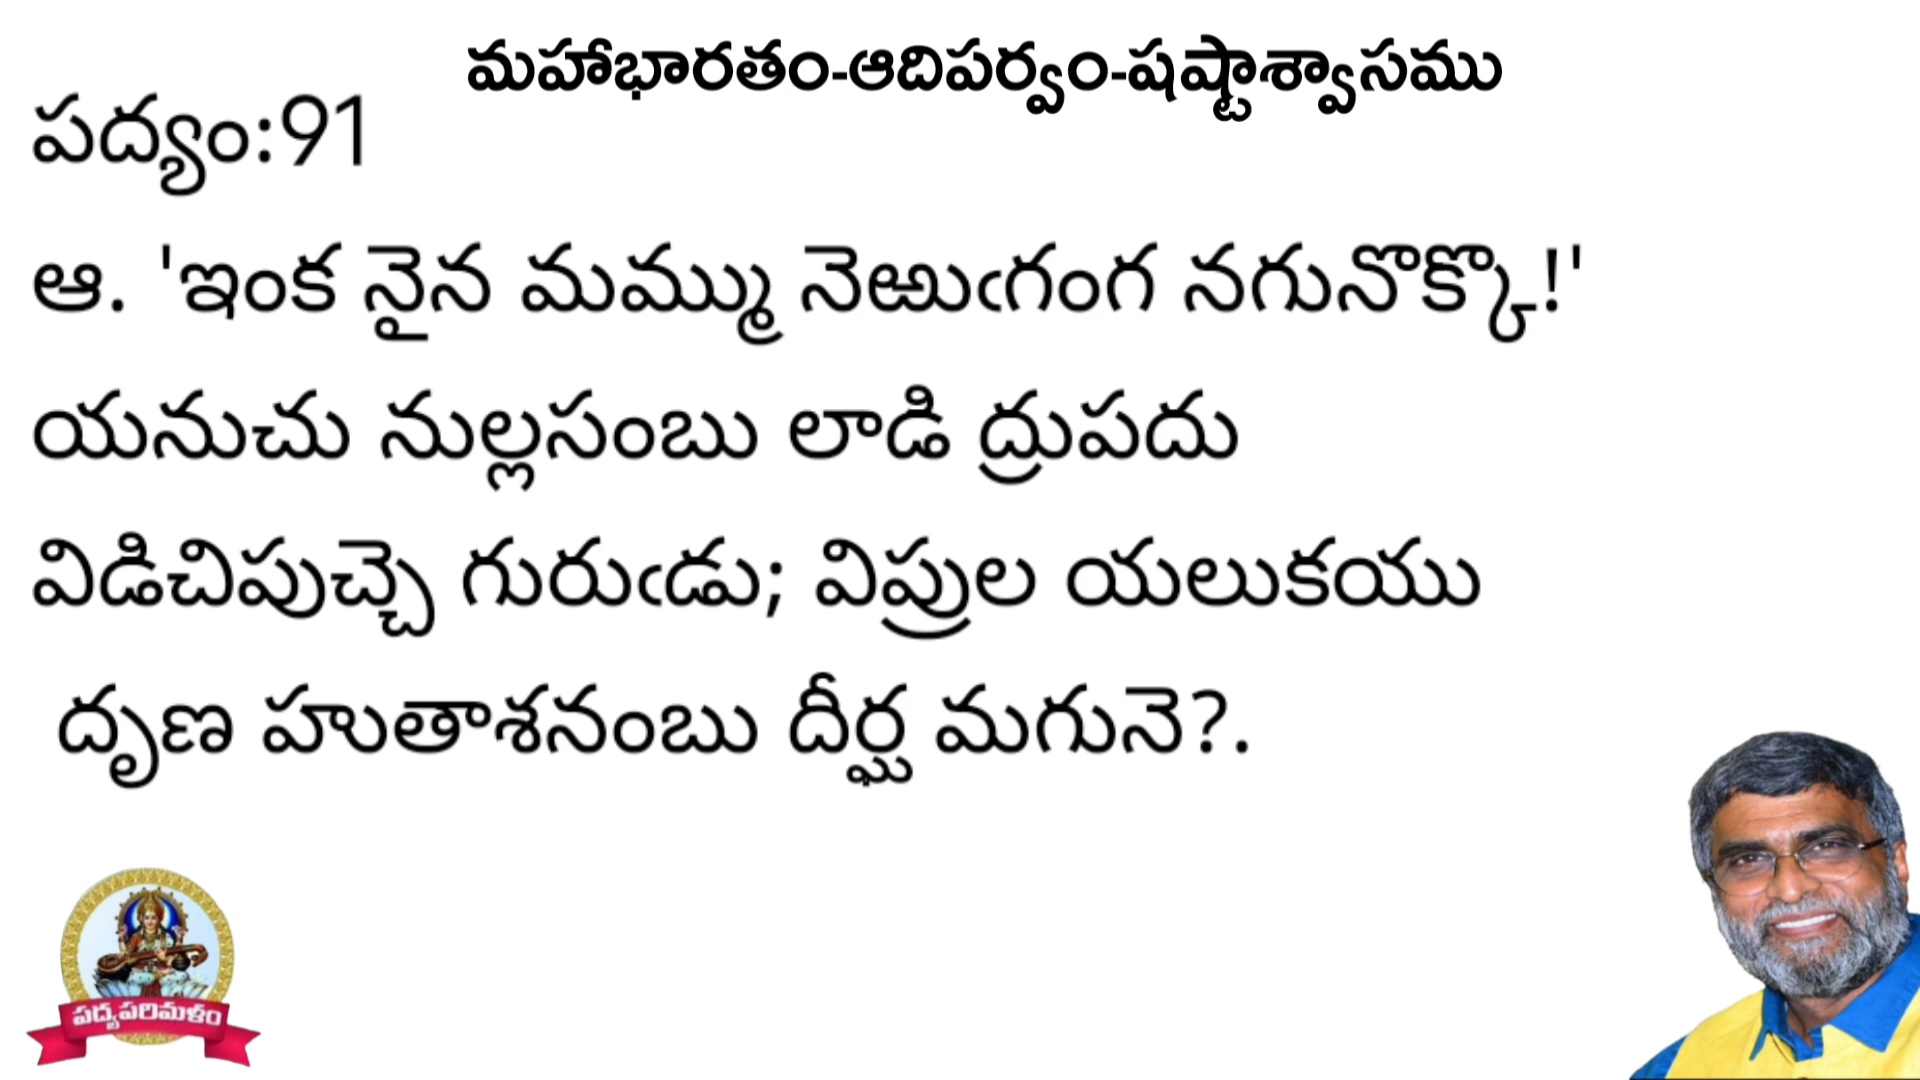 మహాభారతం-ఆదిపర్వం-షష్ట్రాశ్వాసము
పద్యం:91
ఆ. 'ఇంక నైన మమ్ము నెఱుఁగంగ నగునొక్కొ!'
యనుచు నుల్లసంబు లాడి ద్రుపదు
విడిచిపుచ్చె గురుఁడు; విప్రుల యలుకయు
దృణ హుతాశనంబు దీర్ఘ మగునె?.
పద్యపరిమళం